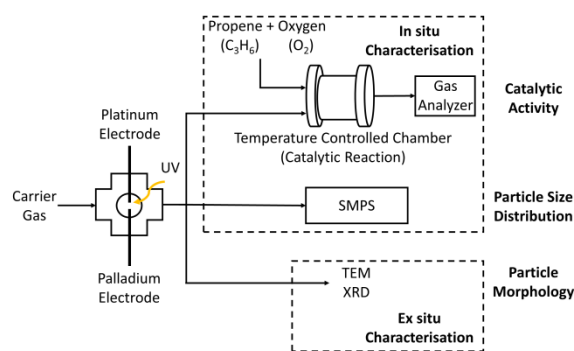 Propene + Oxygen
(C₃H₆) (O₂)
In situ
Characterisation
Gas
Analyzer
Catalytic
Activity
Temperature Controlled Chamber
(Catalytic Reaction)
Platinum
Electrode
UV
Carrier
Gas
SMPS
Particle Size
Distribution
Palladium
Electrode
TEM
XRD
Particle
Morphology
Ex situ
Characterisation